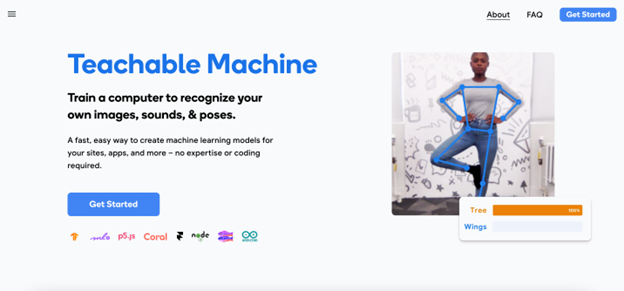 About FAQ Get Started
Teachable Machine
Train a computer to recognize your
own images, sounds, & poses.
A fast, easy way to create machine learning models for
your sites, apps, and more – no expertise or coding
required.
Get Started
p5.js Coral node
Tree 100%
Wings